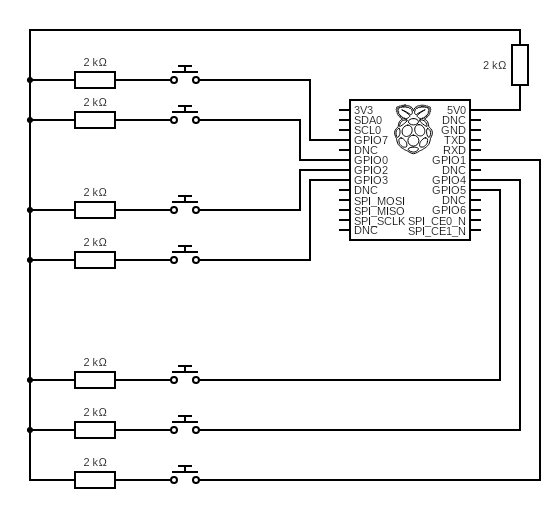 2 kΩ
2 kΩ
2 kΩ
3V3 5V0
SDA0 DNC
SCL0 GND
GPIO7 TXD
DNC RXD
GPIO0 GPIO1
GPIO2 DNC
GPIO3 GPIO4
DNC GPIO5
SPI_MOSI DNC
SPI_MISO GPIO6
SPI_SCLK SPI_CE0_N
DNC SPI_CE1_N
2 kΩ
2 kΩ
2 kΩ
2 kΩ
2 kΩ